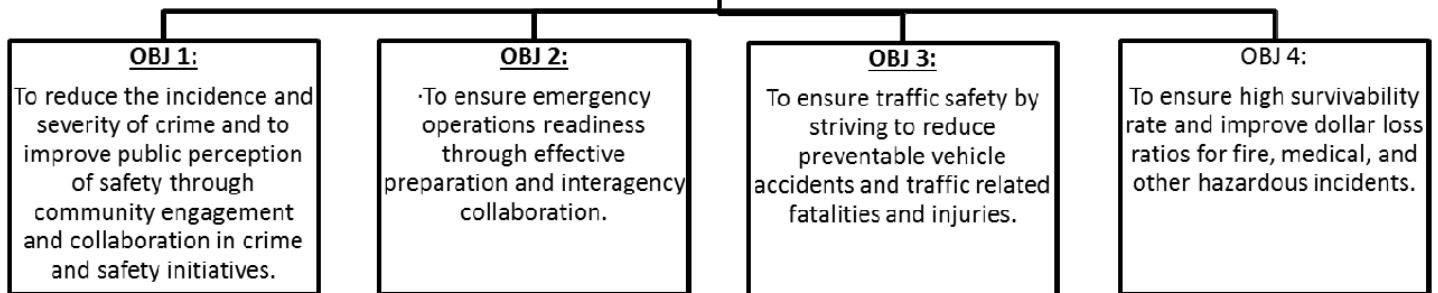 OBJ 1:
To reduce the incidence and
severity of crime and to
improve public perception
of safety through
community engagement
and collaboration in crime
and safety initiatives.
OBJ 2:
·To ensure emergency
operations readiness
through effective
preparation and interagency
collaboration.
OBJ 3:
To ensure traffic safety by
striving to reduce
preventable vehicle
accidents and traffic related
fatalities and injuries.
OBJ 4:
To ensure high survivability
rate and improve dollar loss
ratios for fire, medical, and
other hazardous incidents.